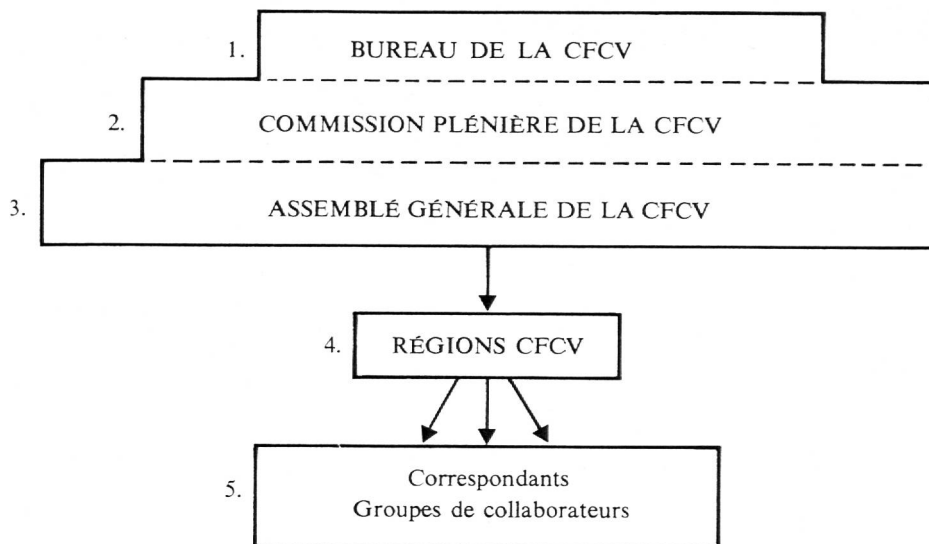 1. BUREAU DE LA CFCV
2. COMMISSION PLÉNIÈRE DE LA CFCV
3. ASSEMBLÉ GÉNÉRALE DE LA CFCV
4. RÉGIONS CFCV
5. Correspondants
Groupes de collaborateurs